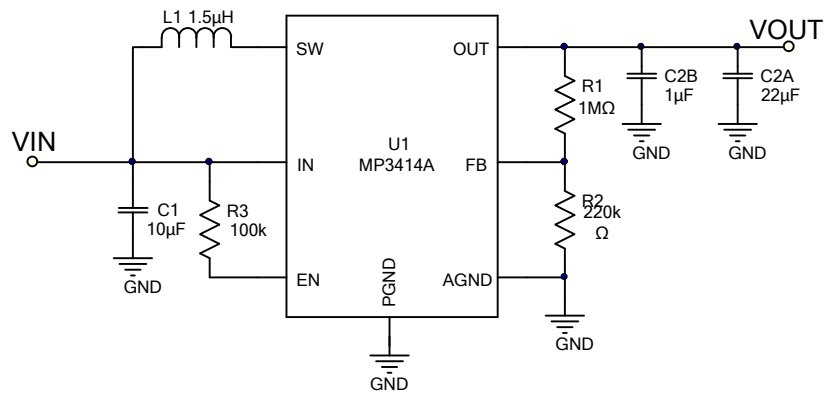 L1 1.5µH
VOUT
SW
OUT
R1
1MΩ
C2B
1µF
C2A
22µF
GND
GND
VIN
U1
MP3414A
IN
FB
C1
10µF
R3
100k
R2
220k
Ω
GND
EN
PGND
AGND
GND
GND